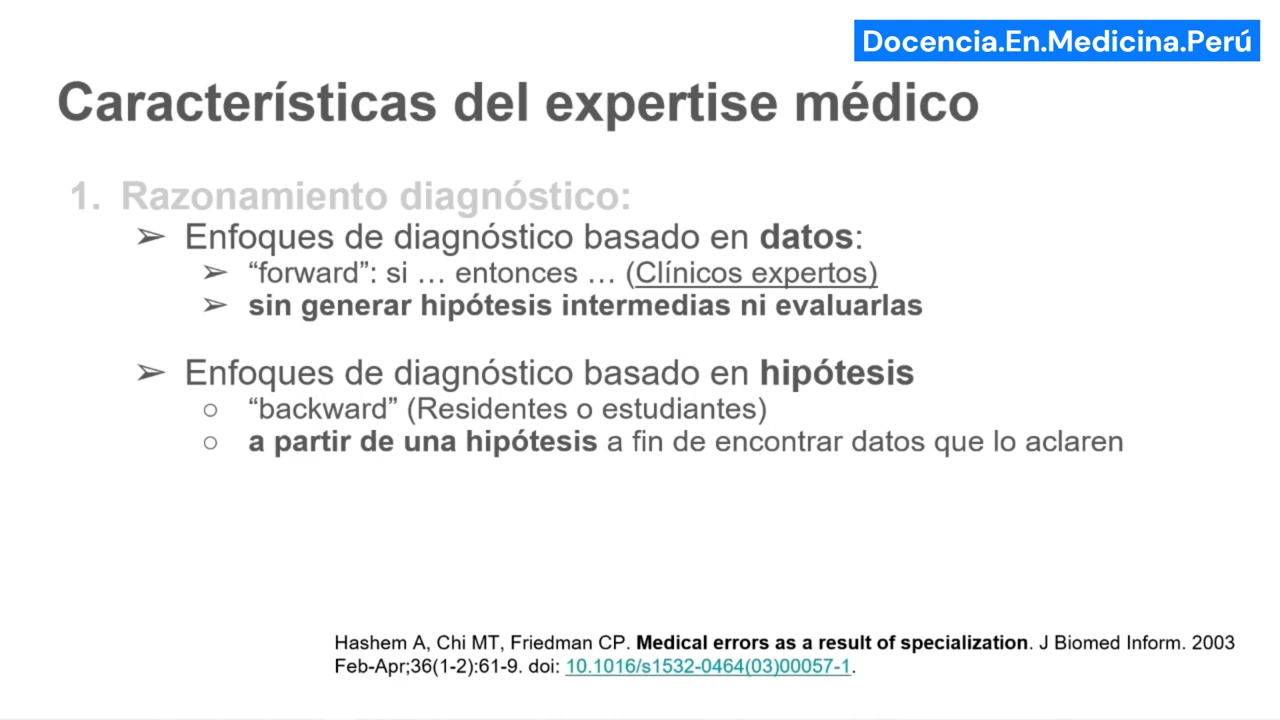 Docencia.En.Medicina.Perú
Características del expertise médico
1. Razonamiento diagnóstico:
➢ Enfoques de diagnóstico basado en datos:
➢ “forward”: si … entonces … (Clínicos expertos)
➢ sin generar hipótesis intermedias ni evaluarlas
➢ Enfoques de diagnóstico basado en hipótesis
○ “backward” (Residentes o estudiantes)
○ a partir de una hipótesis a fin de encontrar datos que lo aclaren
Hashem A, Chi MT, Friedman CP. Medical errors as a result of specialization. J Biomed Inform. 2003
Feb-Apr;36(1-2):61-9. doi: 10.1016/s1532-0464(03)00057-1.